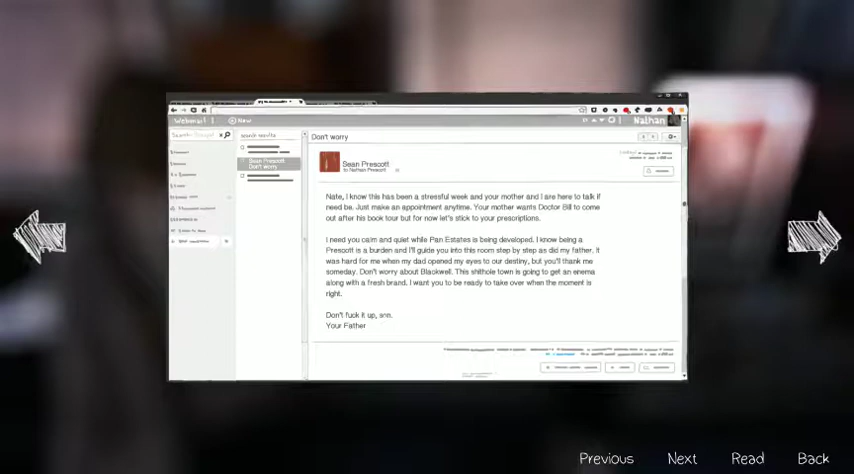 Webmail
New
Nathan
search results
Don't worry
Sean Prescott
Don't worry
Sean Prescott
to Nathan Prescott
Nate, I know this has been a stressful week and your mother and I are here to talk if
need be. Just make an appointment anytime. Your mother wants Doctor Bill to come
out after his book tour but for now let's stick to your prescriptions.
I need you calm and quiet while Pan Estates is being developed. I know being a
Prescott is a burden and I'll guide you into this room step by step as did my father. It
was hard for me when my dad opened my eyes to our destiny, but you'll thank me
someday. Don't worry about Blackwell. This shithole town is going to get an enema
along with a fresh brand. I want you to be ready to take over when the moment is
right.
Don't fuck it up, son.
Your Father
Previous Next Read Back